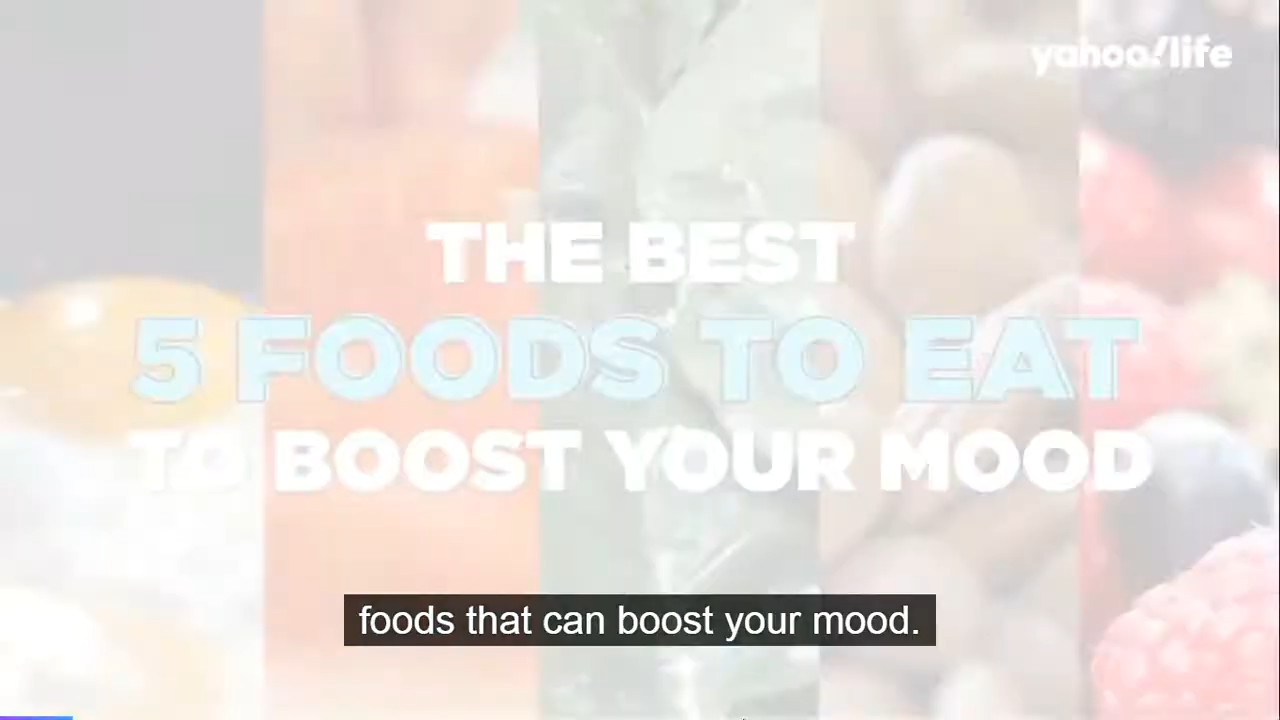 yahoo!life
THE BEST
5 FOODS TO EAT
TO BOOST YOUR MOOD
foods that can boost your mood.